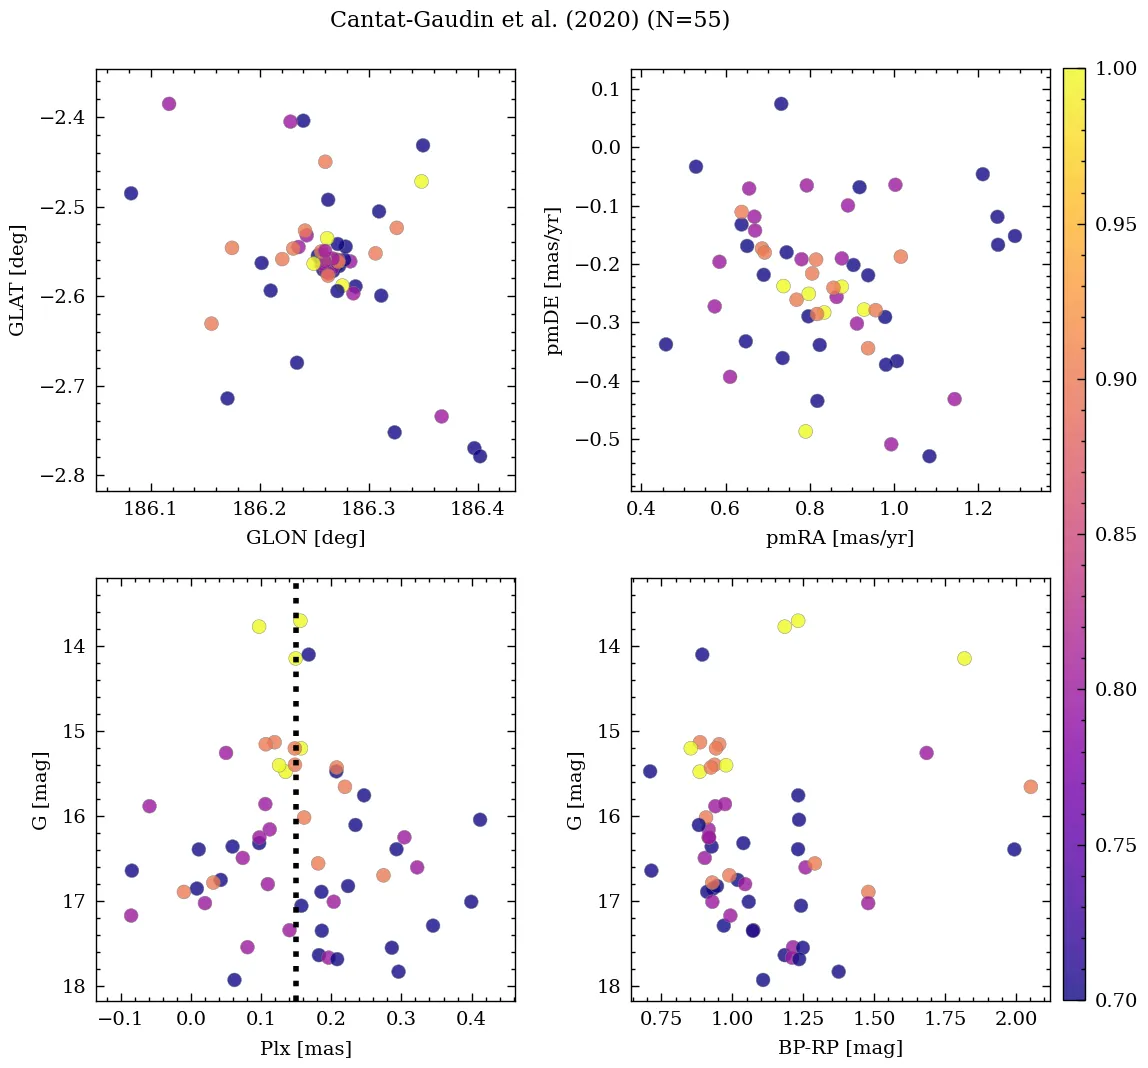 Cantat-Gaudin et al. (2020) (N=55)
−2.4
−2.5
−2.6
−2.7
−2.8
GLAT [deg]
186.1 186.2 186.3 186.4
GLON [deg]
0.1
0.0
−0.1
−0.2
−0.3
−0.4
−0.5
pmDE [mas/yr]
0.4 0.6 0.8 1.0 1.2
pmRA [mas/yr]
14
15
16
17
18
G [mag]
−0.1 0.0 0.1 0.2 0.3 0.4
Plx [mas]
14
15
16
17
18
G [mag]
0.75 1.00 1.25 1.50 1.75 2.00
BP-RP [mag]
1.00
0.95
0.90
0.85
0.80
0.75
0.70